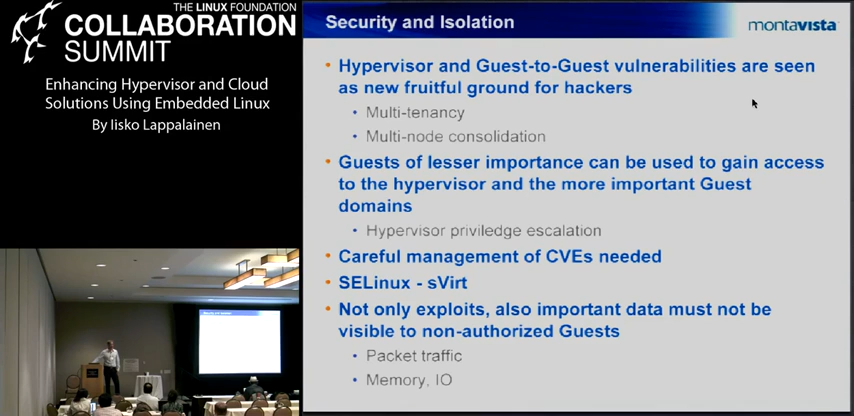 THE LINUX FOUNDATION
COLLABORATION
SUMMIT
Enhancing Hypervisor and Cloud
Solutions Using Embedded Linux
By Iisko Lappalainen
Security and Isolation
montavista
• Hypervisor and Guest-to-Guest vulnerabilities are seen
as new fruitful ground for hackers
• Multi-tenancy
• Multi-node consolidation
• Guests of lesser importance can be used to gain access
to the hypervisor and the more important Guest
domains
• Hypervisor priviledge escalation
• Careful management of CVEs needed
• SELinux - sVirt
• Not only exploits, also important data must not be
visible to non-authorized Guests
• Packet traffic
• Memory, IO